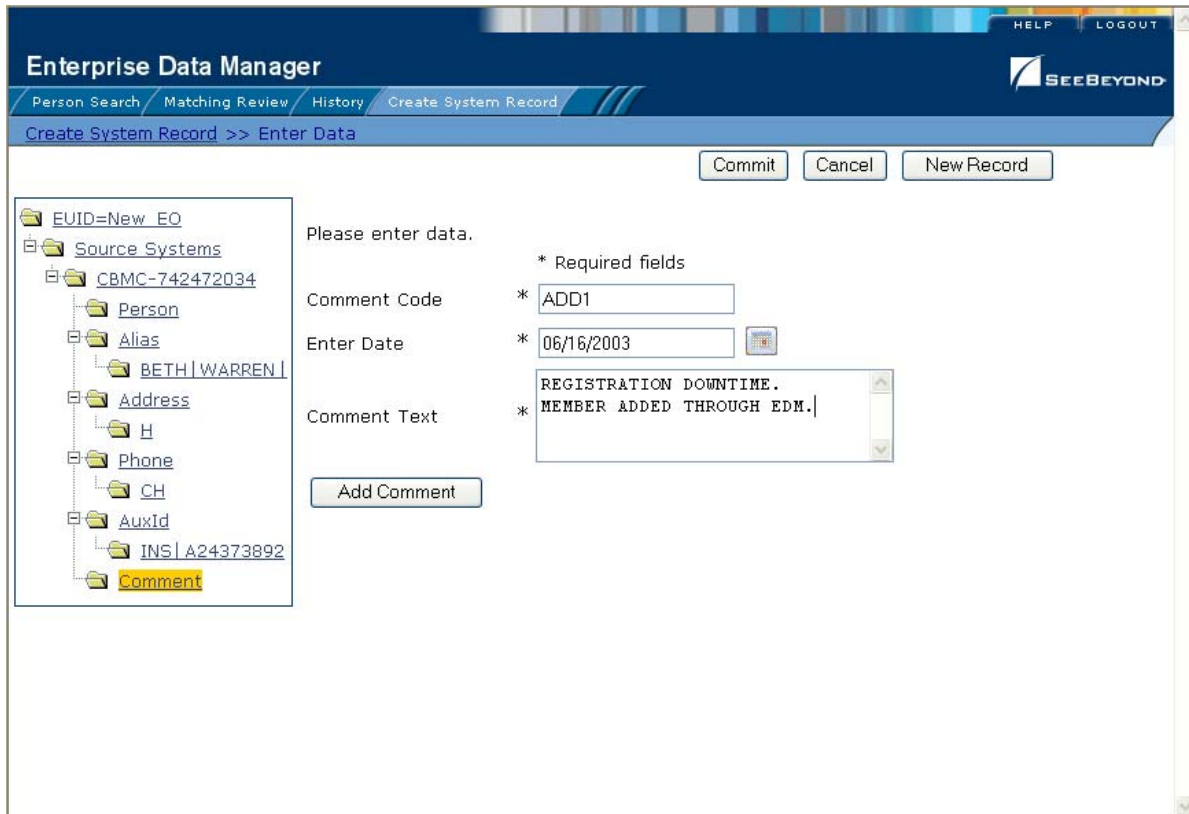 HELP LOGOUT
Enterprise Data Manager
SEEBEYOND
Person Search Matching Review History Create System Record
Create System Record >> Enter Data
Commit Cancel New Record
EUID=New_EO
Source Systems
CBMC-742472034
Person
Alias
BETH|WARREN|
Address
H
Phone
CH
AuxId
INS|A24373892
Comment
Please enter data.
* Required fields
Comment Code * ADD1
Enter Date * 06/16/2003
Comment Text * REGISTRATION DOWNTIME.
MEMBER ADDED THROUGH EDM.
Add Comment